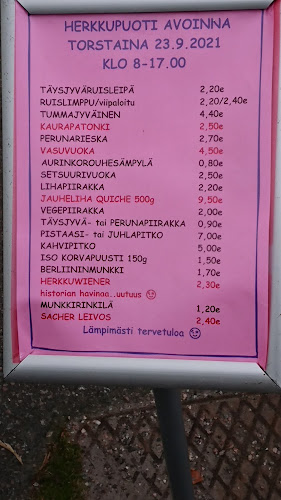 HERKKUPUOTI AVOINNA
TORSTAINA 23.9.2021
KLO 8-17.00
TÄYSJYVÄRUISLEIPÄ 2,20e
RUISLIMPPU/viipaloitu 2,20/2,40e
TUMMAJYVÄINEN 4,40e
KAURAPATONKI 2,50e
PERUNARIESKA 2,70e
VASUVUOKA 4,50e
AURINKOROUHESÄMPYLÄ 0,80e
SETSUURIVUOKA 2,50e
LIHAPIIRAKKA 2,20e
JAUHELIHA QUICHE 500g 9,50e
VEGEPIIRAKKA 2,00e
TÄYSJYVÄ- tai PERUNAPIIRAKKA 0,90e
PISTAASI- tai JUHLAPITKO 7,00e
KAHVIPITKO 5,00e
ISO KORVAPUUSTI 150g 1,50e
BERLIININMUNKKI 1,70e
HERKKUWIENER 2,30e
historian havinaa..uutuus 😉
MUNKKIRINKILÄ 1,20e
SACHER LEIVOS 2,40e
Lämpimästi tervetuloa 😉